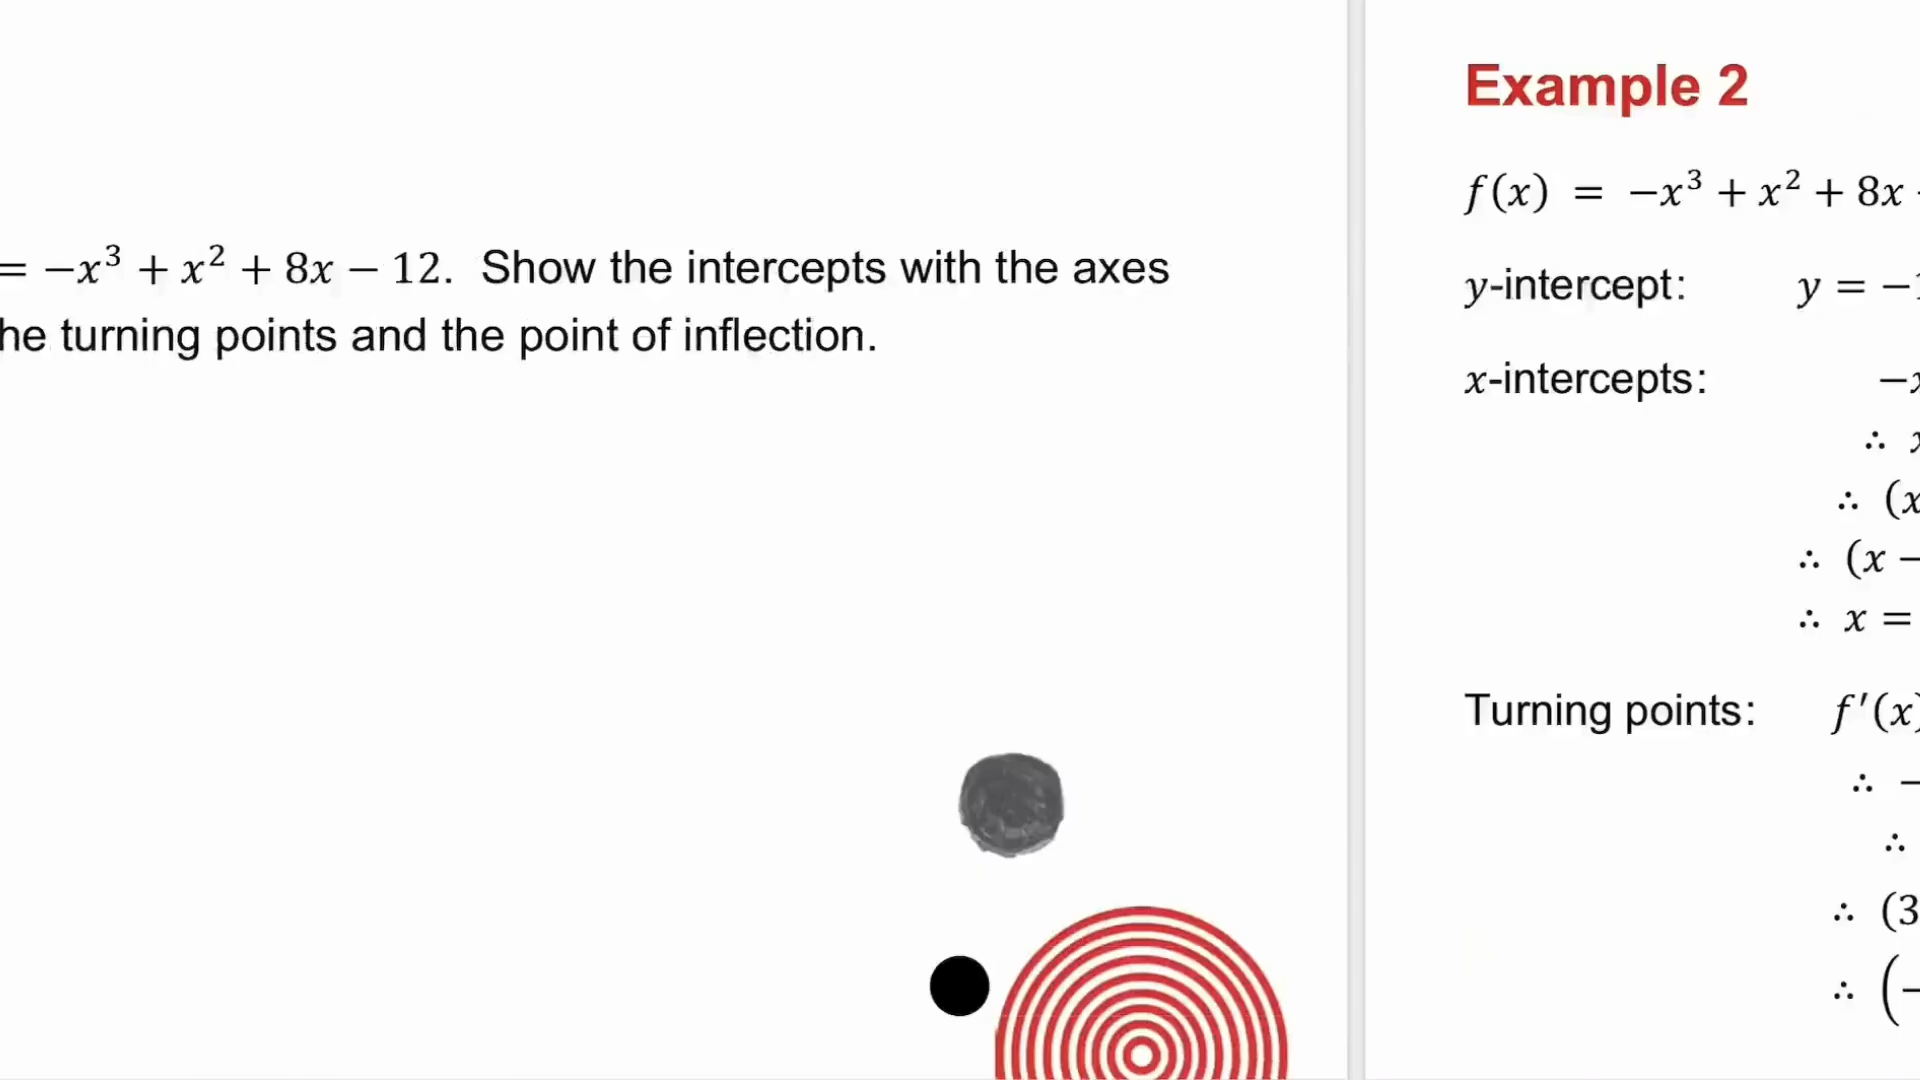 = −x³ + x² + 8x − 12. Show the intercepts with the axes
he turning points and the point of inflection.
Example 2
f(x) = −x³ + x² + 8x
y-intercept: y = −1
x-intercepts: −x
∴ x
∴ (x
∴ (x −
∴ x =
Turning points: f′(x)
∴ −
∴
∴ (3
∴ (−